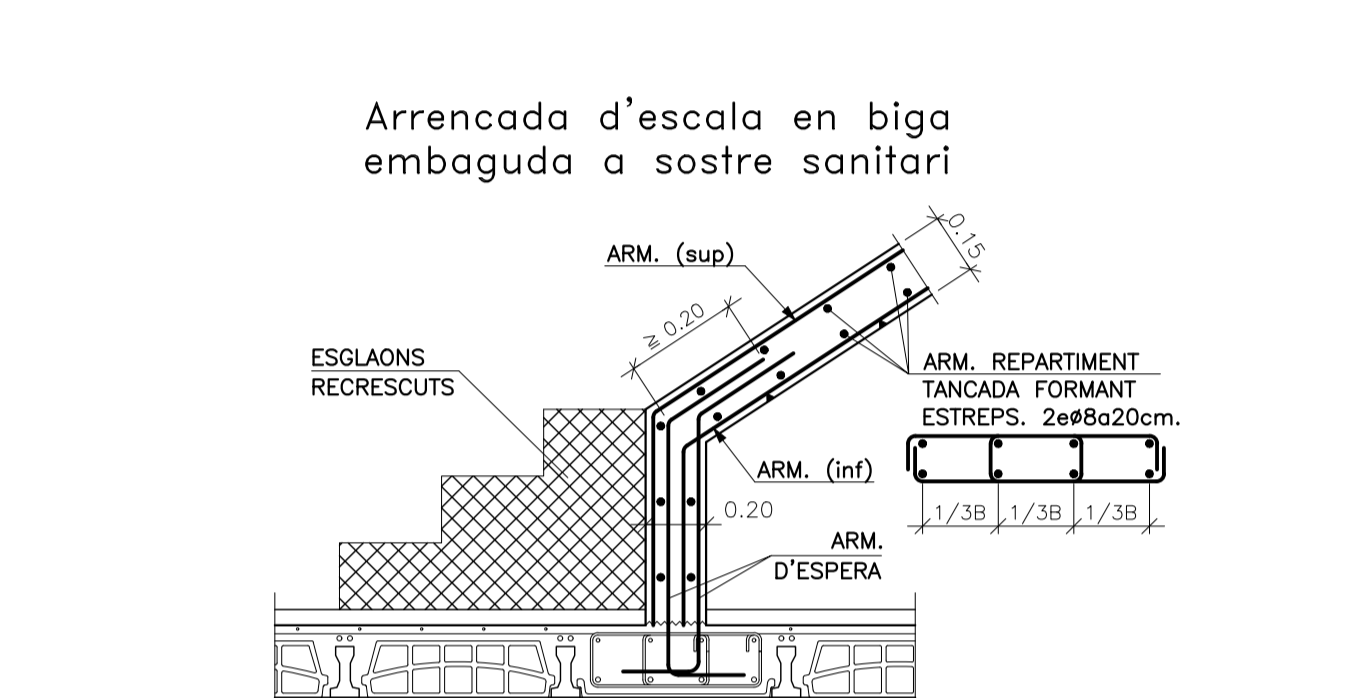 Arrencada d'escala en biga
embaguda a sostre sanitari
ARM. (sup)
0.15
≥ 0.20
ESGLAONS
RECRESCUTS
ARM. REPARTIMENT
TANCADA FORMANT
ESTREPS. 2eø8a20cm.
ARM. (inf)
0.20
1/3B 1/3B 1/3B
ARM.
D'ESPERA